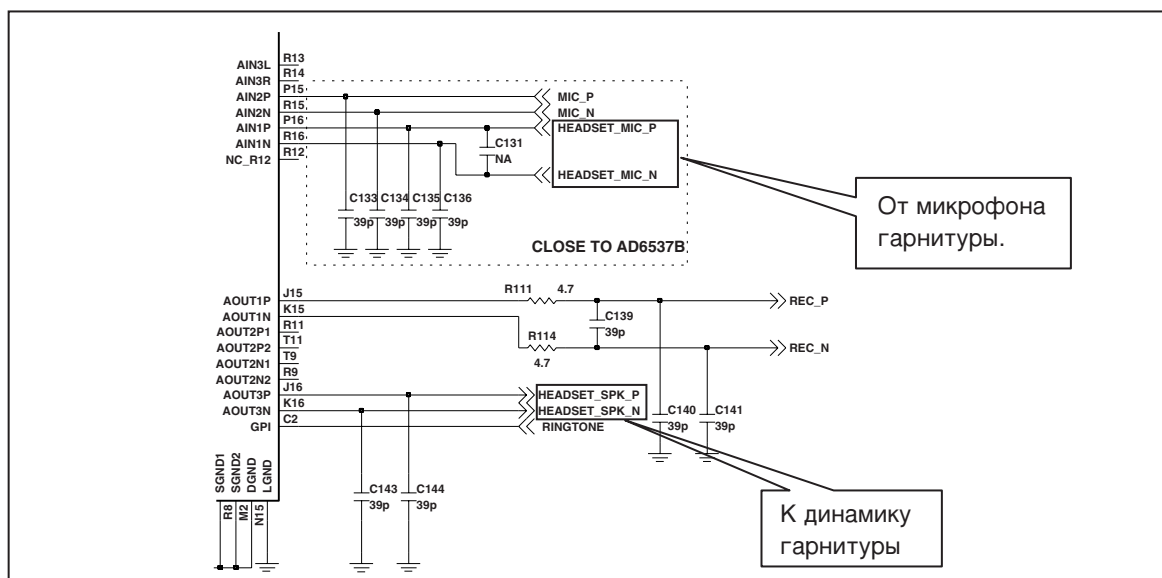 AIN3L R13
AIN3R R14
AIN2P P15 MIC_P
AIN2N R15 MIC_N
AIN1P P16 HEADSET_MIC_P
AIN1N R16
NC_R12 R12
C131
NA
HEADSET_MIC_N
C133 C134 C135 C136
39p 39p 39p 39p
CLOSE TO AD6537B
От микрофона
гарнитуры.
AOUT1P J15 R111 4.7 REC_P
AOUT1N K15
C139
39p
AOUT2P1 R11
R114
4.7
REC_N
AOUT2P2 T11
AOUT2N1 T9
AOUT2N2 R9
AOUT3P J16 HEADSET_SPK_P
AOUT3N K16 HEADSET_SPK_N
GPI C2 RINGTONE
C140 C141
39p 39p
SGND1 SGND2 DGND LGND
R8 M2 N15
C143 C144
39p 39p
К динамику
гарнитуры